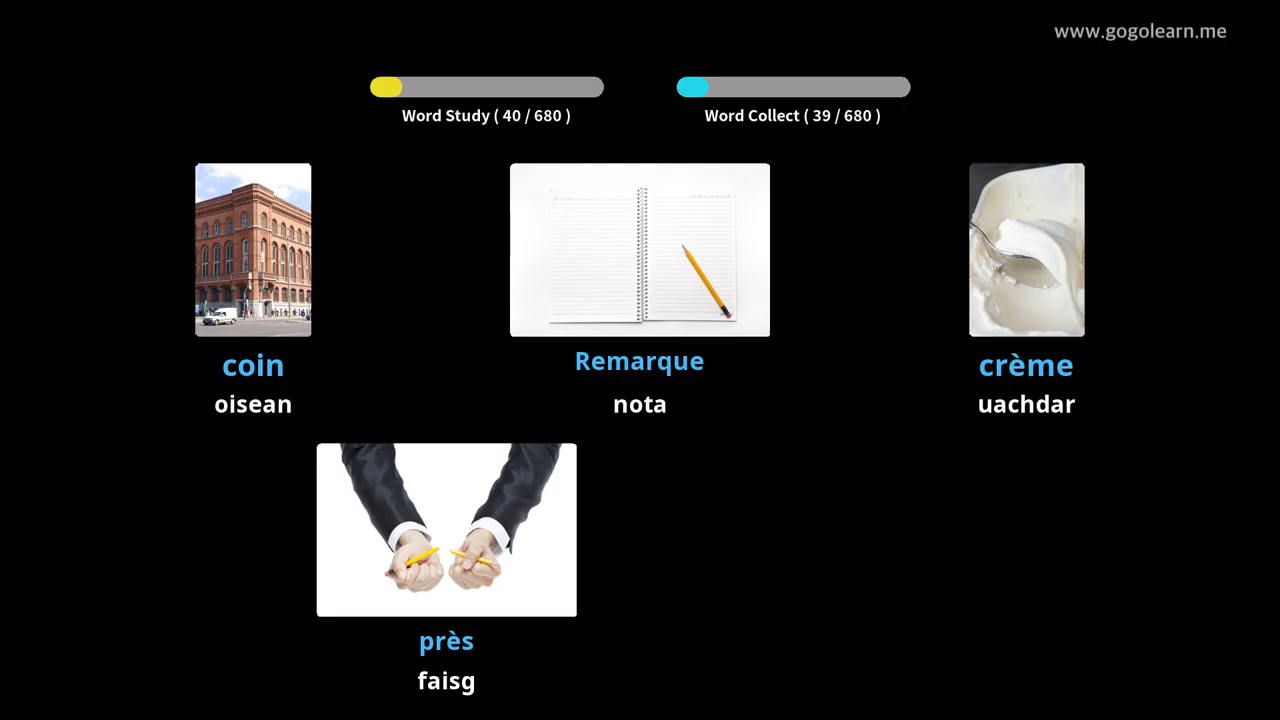 www.gogolearn.me
Word Study ( 40 / 680 )
Word Collect ( 39 / 680 )
coin
oisean
Remarque
nota
crème
uachdar
près
faisg